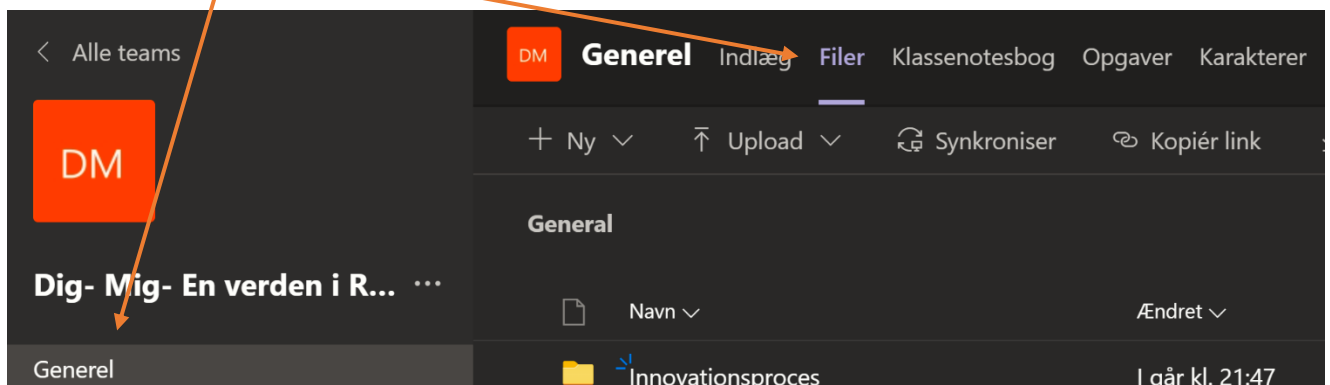 Alle teams
DM
Dig- Mig- En verden i R... ...
Generel
DM Generel Indlæg Filer Klassenotesbog Opgaver Karakterer
Ny Upload Synkroniser Kopiér link
General
Navn Ændret
Innovationsproces I går kl. 21:47